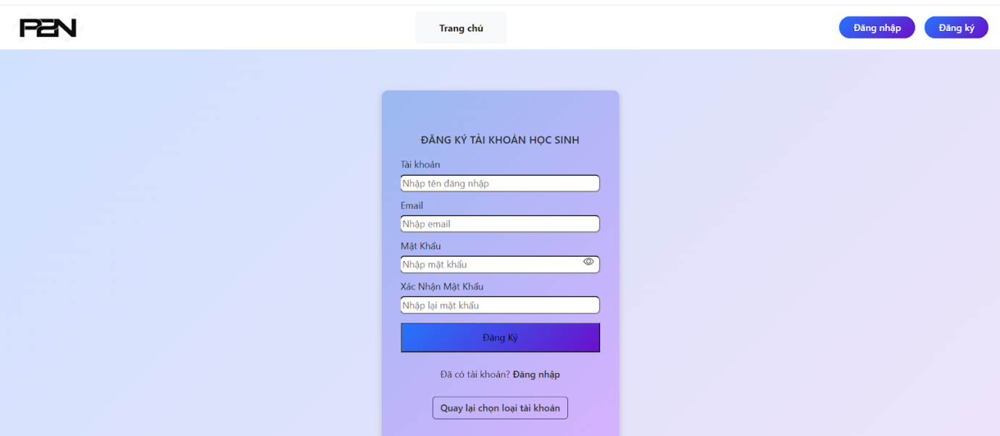 P2N
Trang chủ
Đăng nhập
Đăng ký
ĐĂNG KÝ TÀI KHOẢN HỌC SINH
Tài khoản
Nhập tên đăng nhập
Email
Nhập email
Mật Khẩu
Nhập mật khẩu
Xác Nhận Mật Khẩu
Nhập lại mật khẩu
Đăng Ký
Đã có tài khoản? Đăng nhập
Quay lại chọn loại tài khoản